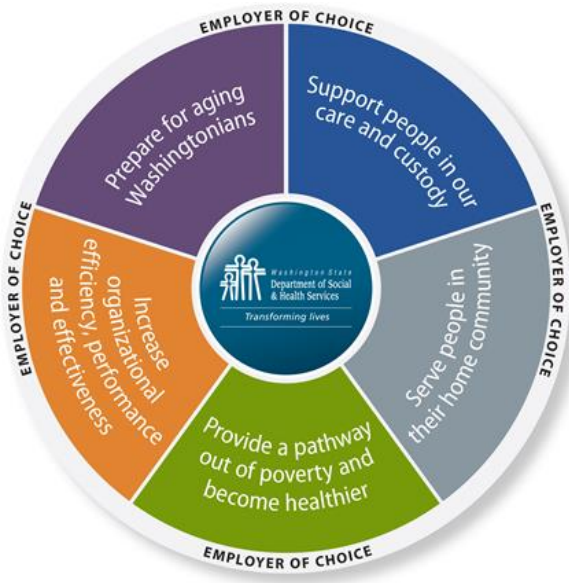 EMPLOYER OF CHOICE
Prepare for aging
Washingtonians
Support people in our
care and custody
EMPLOYER OF CHOICE
EMPLOYER OF CHOICE
Washington State
Department of Social
& Health Services
Transforming lives
Increase
organizational
efficiency, performance
and effectiveness
Serve people in
their home community
Provide a pathway
out of poverty and
become healthier
EMPLOYER OF CHOICE